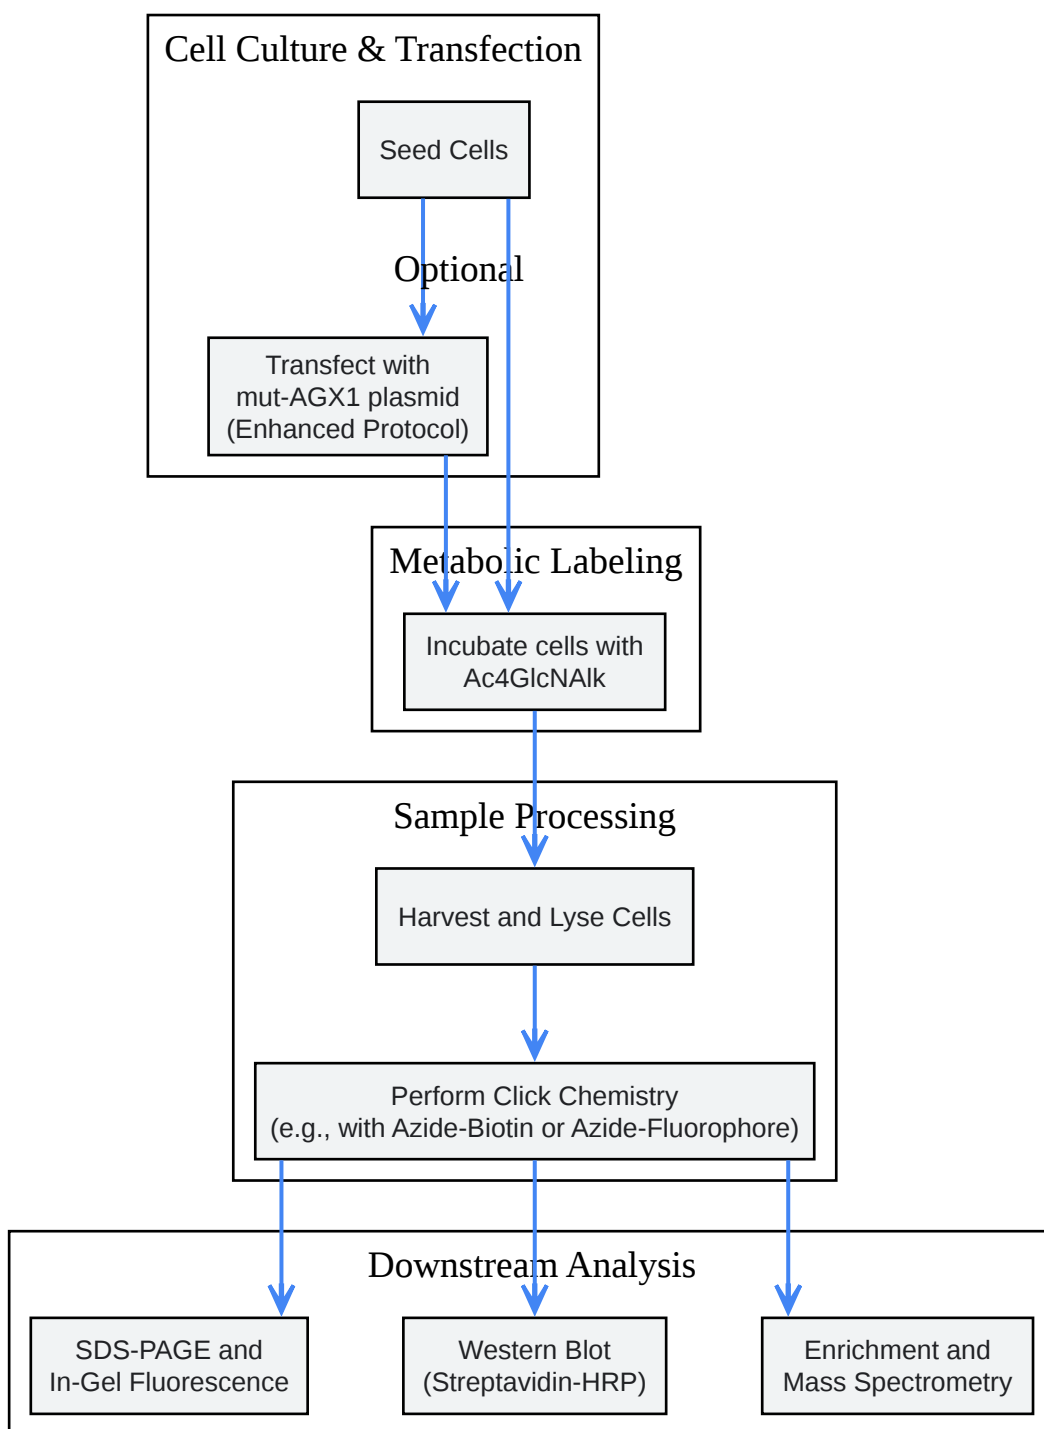 Cell Culture & Transfection
Seed Cells
Optional
Transfect with
mut-AGX1 plasmid
(Enhanced Protocol)
Metabolic Labeling
Incubate cells with
Ac4GlcNAlk
Sample Processing
Harvest and Lyse Cells
Perform Click Chemistry
(e.g., with Azide-Biotin or Azide-Fluorophore)
Downstream Analysis
SDS-PAGE and
In-Gel Fluorescence
Western Blot
(Streptavidin-HRP)
Enrichment and
Mass Spectrometry